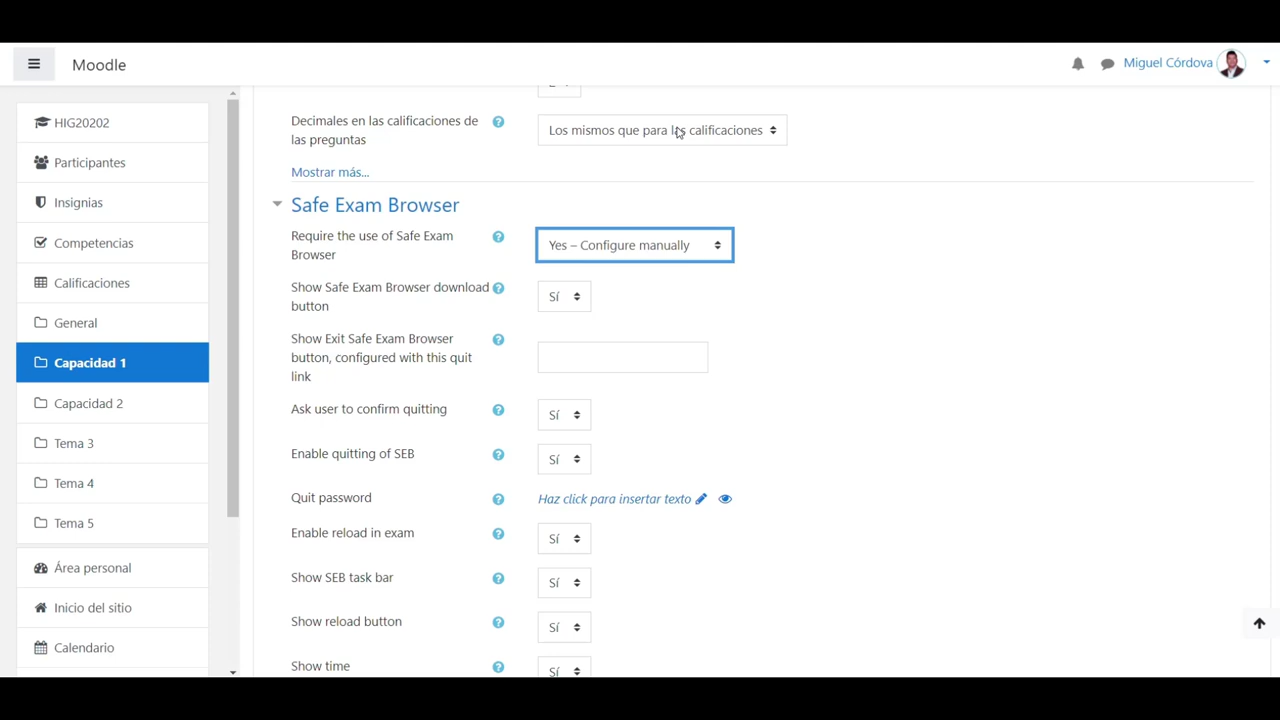 Moodle
Miguel Córdova
HIG20202
Participantes
Insignias
Competencias
Calificaciones
General
Capacidad 1
Capacidad 2
Tema 3
Tema 4
Tema 5
Área personal
Inicio del sitio
Calendario
Decimales en las calificaciones de
las preguntas
Los mismos que para las calificaciones
Mostrar más...
Safe Exam Browser
Require the use of Safe Exam
Browser
Yes – Configure manually
Show Safe Exam Browser download
button
Sí
Show Exit Safe Exam Browser
button, configured with this quit
link
Ask user to confirm quitting
Sí
Enable quitting of SEB
Sí
Quit password
Haz click para insertar texto
Enable reload in exam
Sí
Show SEB task bar
Sí
Show reload button
Sí
Show time
Sí